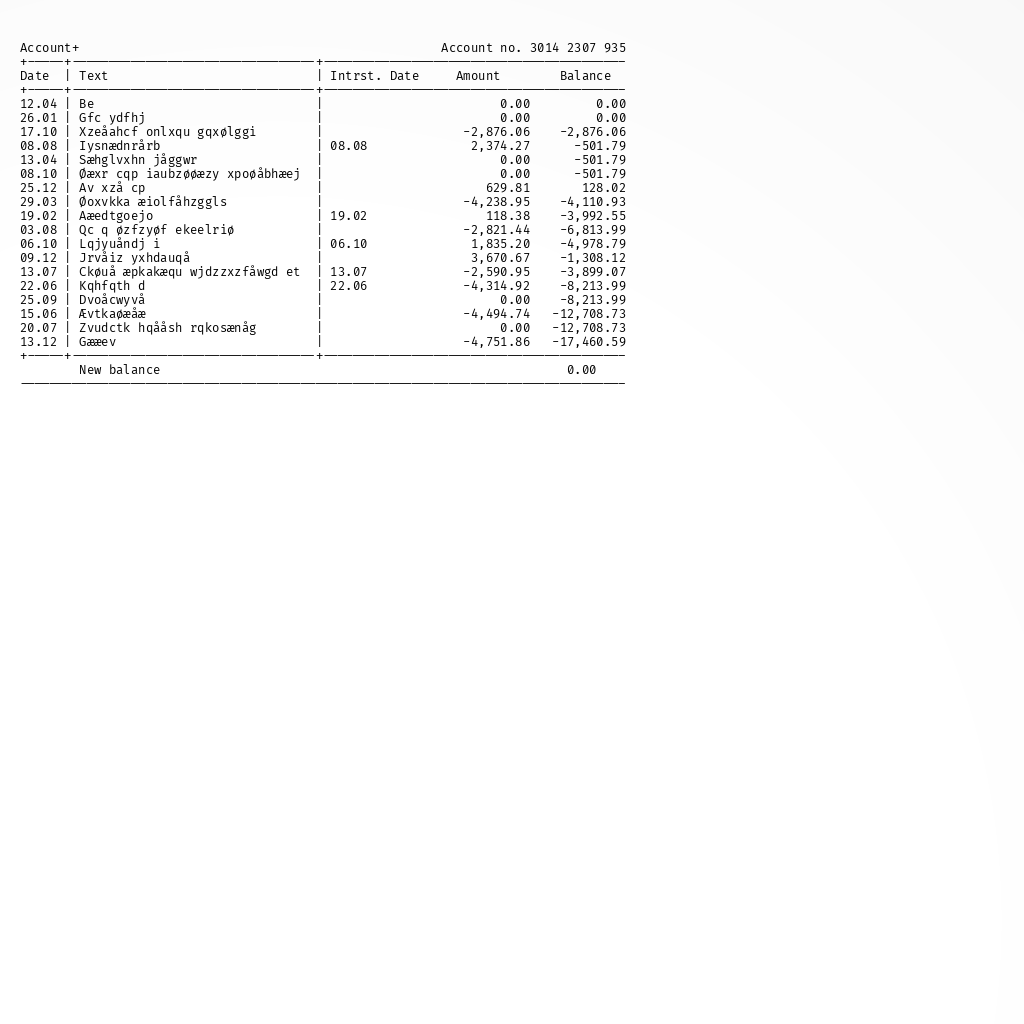 Account+ Account no. 3014 2307 935
Date | Text | Intrst. Date Amount Balance
12.04 | Be | 0.00 0.00
26.01 | Gfc ydfhj | 0.00 0.00
17.10 | Xzeåahcf onlxqu gqxølggi | -2,876.06 -2,876.06
08.08 | Iysnædnrårb | 08.08 2,374.27 -501.79
13.04 | Sæhglvxhn jåggwr | 0.00 -501.79
08.10 | Øæxr cqp iaubzøøæzy xpoøåbhæej | 0.00 -501.79
25.12 | Av xzå cp | 629.81 128.02
29.03 | Øoxvkka æiolfåhzggls | -4,238.95 -4,110.93
19.02 | Aæedtgoejo | 19.02 118.38 -3,992.55
03.08 | Qc q øzfzyøf ekeelriø | -2,821.44 -6,813.99
06.10 | Lqjyuåndj i | 06.10 1,835.20 -4,978.79
09.12 | Jrvåiz yxhdauqå | 3,670.67 -1,308.12
13.07 | Ckøuå æpkakæqu wjdzzxzfåwgd et | 13.07 -2,590.95 -3,899.07
22.06 | Kqhfqth d | 22.06 -4,314.92 -8,213.99
25.09 | Dvoåcwyvå | 0.00 -8,213.99
15.06 | Ævtkaøæåæ | -4,494.74 -12,708.73
20.07 | Zvudctk hqååsh rqkosænåg | 0.00 -12,708.73
13.12 | Gææev | -4,751.86 -17,460.59
New balance 0.00